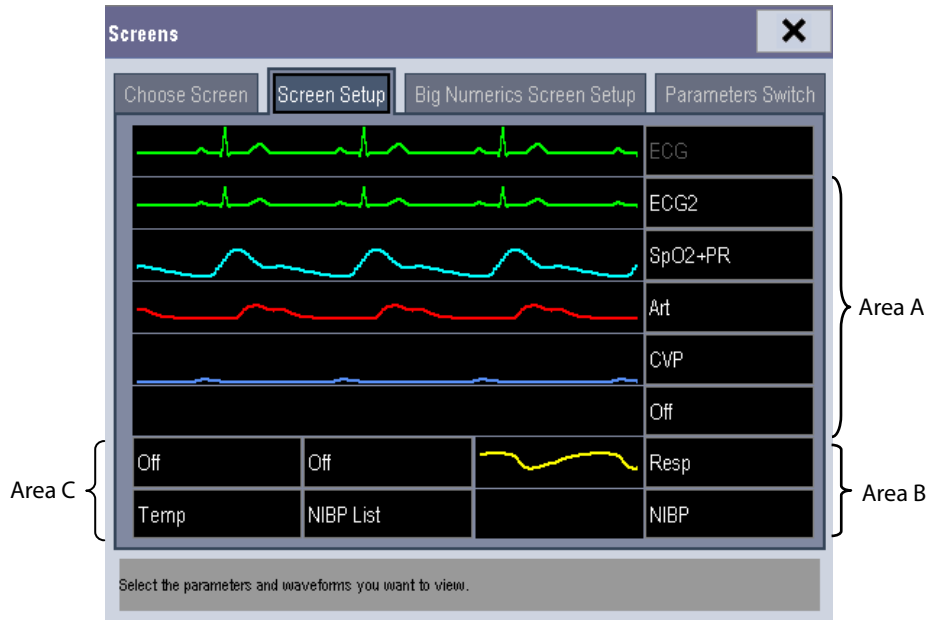 Screens
Choose Screen Screen Setup Big Numerics Screen Setup Parameters Switch
ECG
ECG2
SpO2+PR
Art
CVP
Off
Off Off Resp
Temp NIBP List NIBP
Area A
Area C
Area B
Select the parameters and waveforms you want to view.